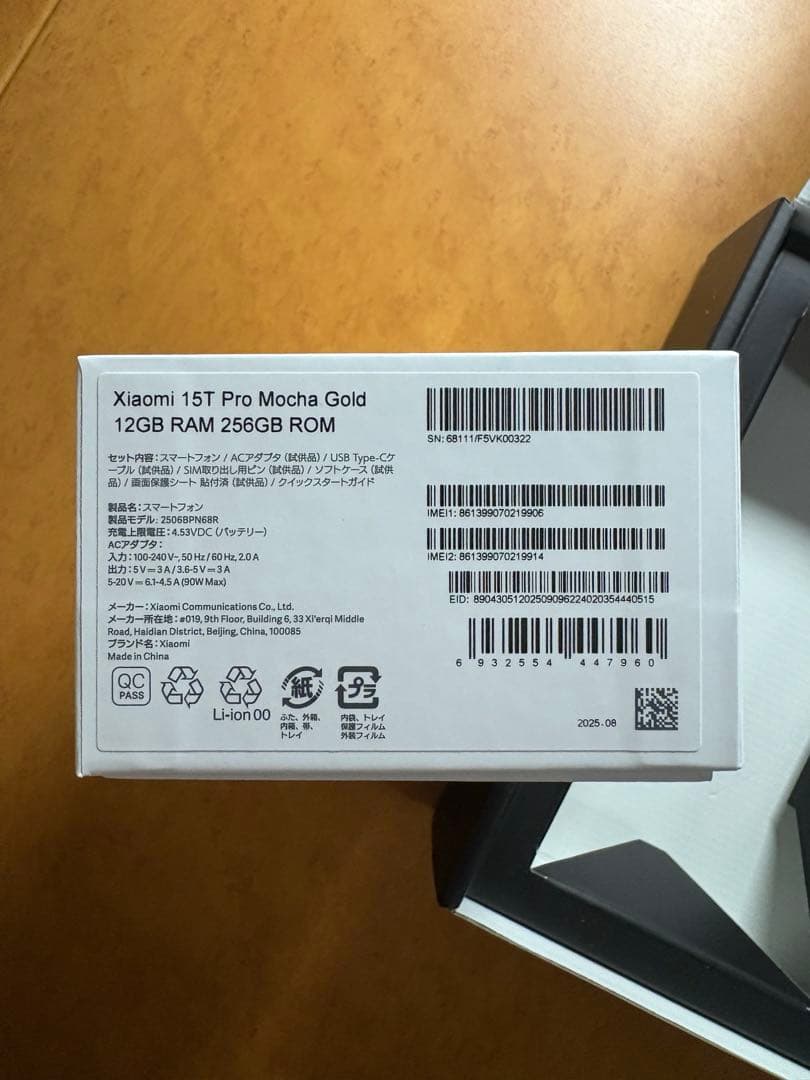 Xiaomi 15T Pro Mocha Gold
12GB RAM 256GB ROM
セット内容：スマートフォン / ACアダプタ（試供品）/ USB Type-Cケ
ーブル（試供品）/ SIM取り出し用ピン（試供品）/ ソフトケース（試供
品）/ 画面保護シート 貼付済（試供品）/ クイックスタートガイド
製品名：スマートフォン
製品モデル：2506BPN68R
充電上限電圧：4.53VDC（バッテリー）
ACアダプタ：
入力：100-240V~, 50 Hz / 60 Hz, 2.0 A
出力：5 V⎓3 A / 3.6-5 V⎓3 A
5-20 V⎓6.1-4.5 A (90W Max)
メーカー：Xiaomi Communications Co., Ltd.
メーカー所在地：#019, 9th Floor, Building 6, 33 Xi'erqi Middle
Road, Haidian District, Beijing, China, 100085
ブランド名：Xiaomi
Made in China
QC
PASS
Li-ion 00
紙
ふた、外箱、
内箱、帯、
トレイ
プラ
内袋、トレイ
保護フィルム
外装フィルム
SN: 68111/F5VK00322
IMEI1: 861399070219906
IMEI2: 861399070219914
EID: 89043051202509096224020354440515
6 932554 447960
2025.08